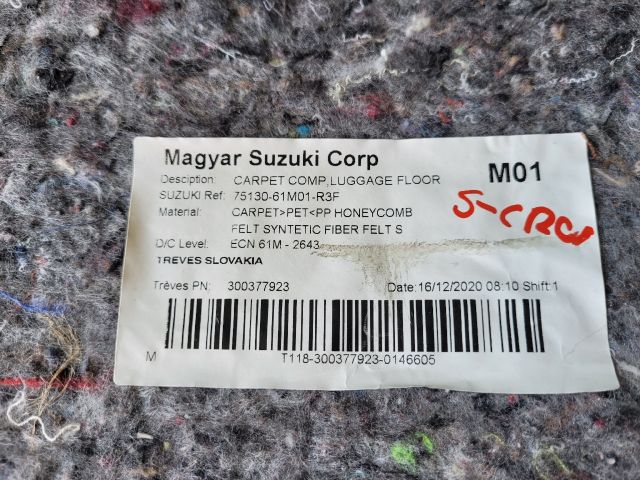 Magyar Suzuki Corp
M01
Desciption: CARPET COMP,LUGGAGE FLOOR
SUZUKI Ref: 75130-61M01-R3F
Material: CARPET>PET<PP HONEYCOMB
FELT SYNTETIC FIBER FELT S
D/C Level: ECN 61M - 2643
TREVES SLOVAKIA
Trèves PN: 300377923 Date:16/12/2020 08:10 Shift:1
M
T118-300377923-0146605